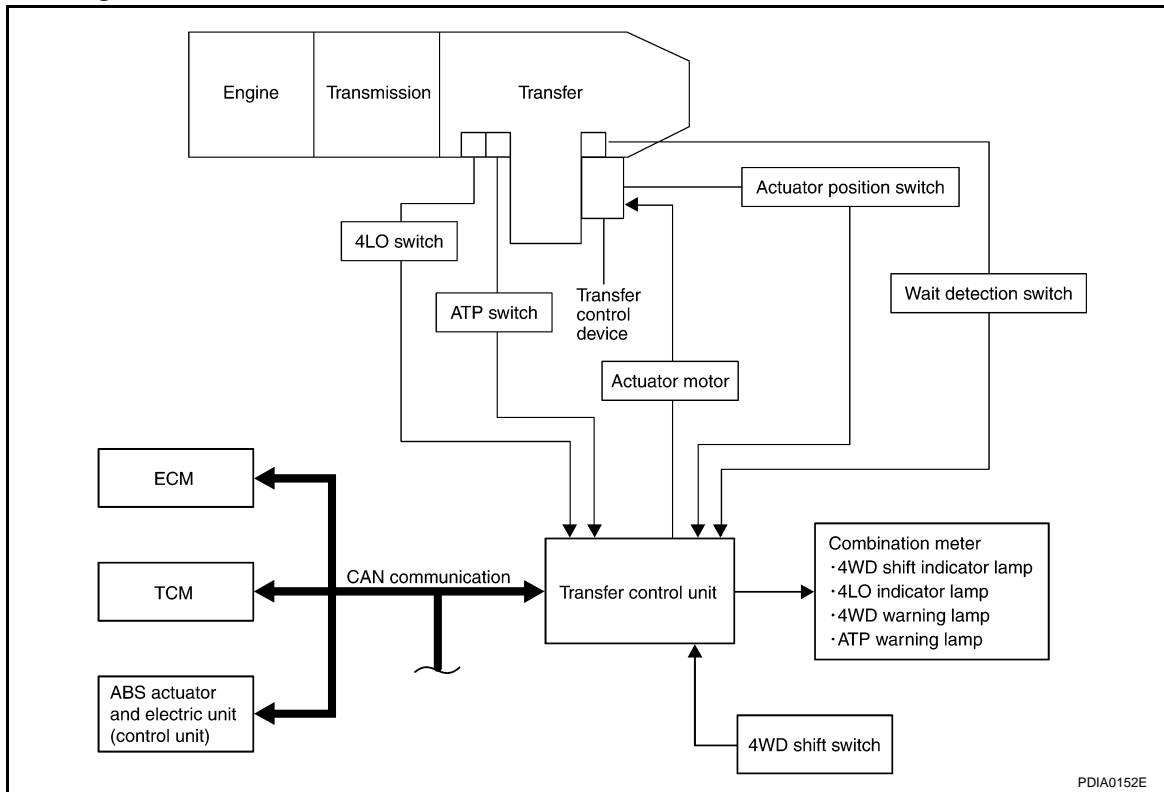 Engine
Transmission
Transfer
Actuator position switch
4LO switch
Wait detection switch
ATP switch
Transfer
control
device
Actuator motor
ECM
TCM
CAN communication
Transfer control unit
Combination meter
·4WD shift indicator lamp
·4LO indicator lamp
·4WD warning lamp
·ATP warning lamp
ABS actuator
and electric unit
(control unit)
4WD shift switch
PDIA0152E